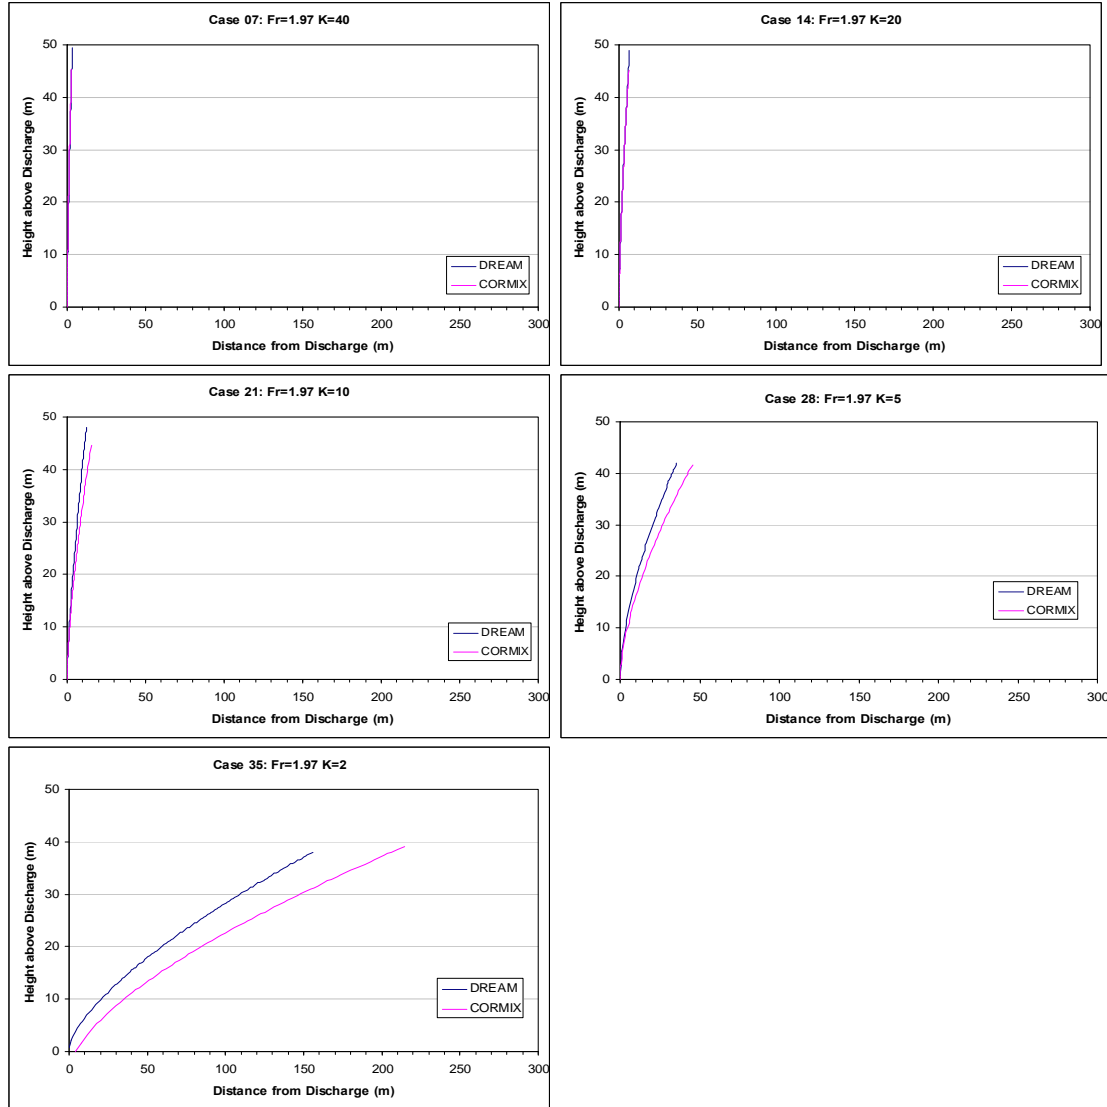 Case 07: Fr=1.97 K=40
50
40
30
20
10
0
Height above Discharge (m)
DREAM
CORMIX
0 50 100 150 200 250 300
Distance from Discharge (m)
Case 14: Fr=1.97 K=20
50
40
30
20
10
0
Height above Discharge (m)
DREAM
CORMIX
0 50 100 150 200 250 300
Distance from Discharge (m)
Case 21: Fr=1.97 K=10
50
40
30
20
10
0
Height above Discharge (m)
DREAM
CORMIX
0 50 100 150 200 250 300
Distance from Discharge (m)
Case 28: Fr=1.97 K=5
50
40
30
20
10
0
Height above Discharge (m)
DREAM
CORMIX
0 50 100 150 200 250 300
Distance from Discharge (m)
Case 35: Fr=1.97 K=2
50
40
30
20
10
0
Height above Discharge (m)
DREAM
CORMIX
0 50 100 150 200 250 300
Distance from Discharge (m)